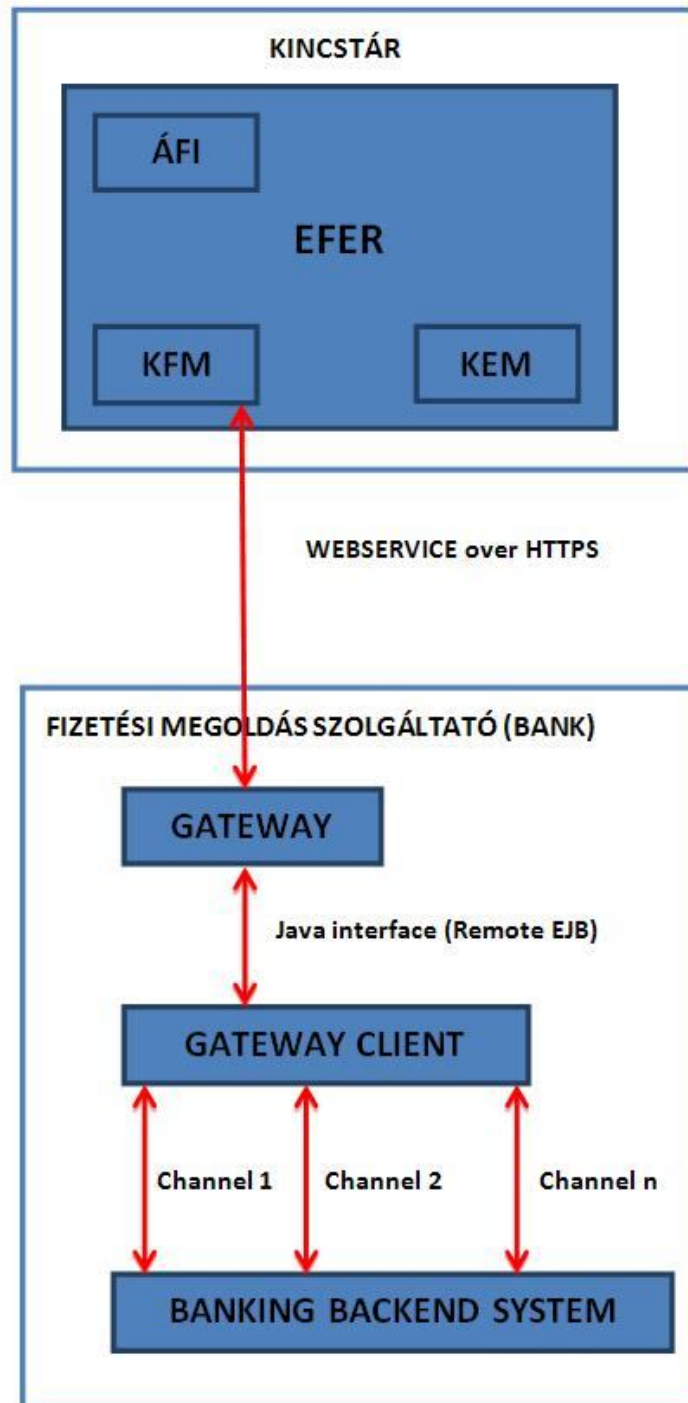 KINCSTÁR
ÁFI
EFER
KFM
KEM
WEBSERVICE over HTTPS
FIZETÉSI MEGOLDÁS SZOLGÁLTATÓ (BANK)
GATEWAY
Java interface (Remote EJB)
GATEWAY CLIENT
Channel 1
Channel 2
Channel n
BANKING BACKEND SYSTEM